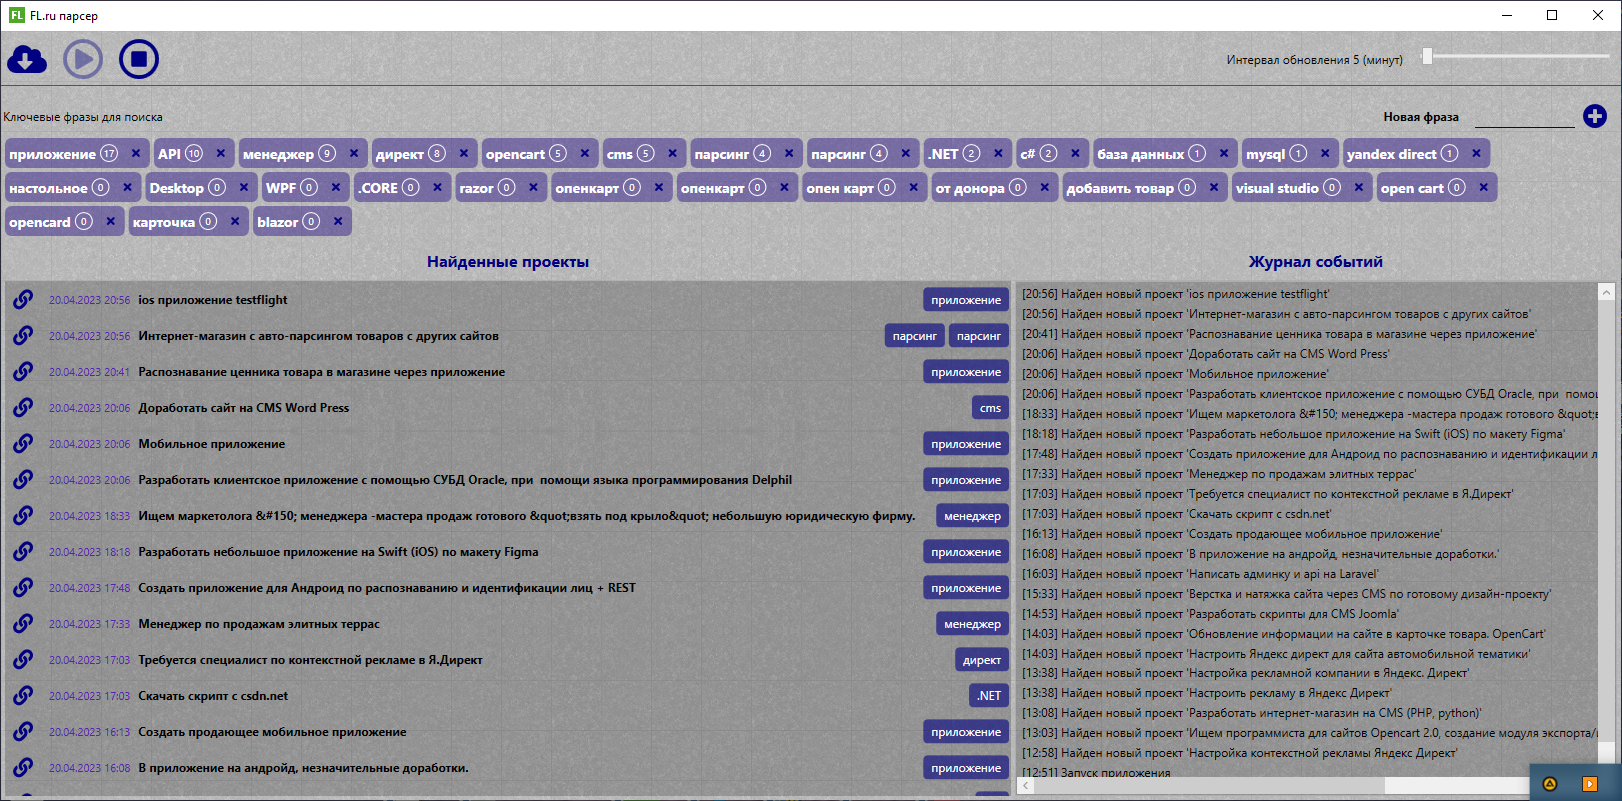 FL FL.ru парсер
Интервал обновления 5 (минут)
Ключевые фразы для поиска
Новая фраза
приложение 17 API 10 менеджер 9 директ 8 opencart 5 cms 5 парсинг 4 парсинг 4 .NET 2 c# 2 база данных 1 mysql 1 yandex direct 1
настольное 0 Desktop 0 WPF 0 .CORE 0 razor 0 опенкарт 0 опенкарт 0 опен карт 0 от донора 0 добавить товар 0 visual studio 0 open cart 0
opencard 0 карточка 0 blazor 0
Найденные проекты
20.04.2023 20:56 ios приложение testflight приложение
20.04.2023 20:56 Интернет-магазин с авто-парсингом товаров с других сайтов парсинг парсинг
20.04.2023 20:41 Распознавание ценника товара в магазине через приложение приложение
20.04.2023 20:06 Доработать сайт на CMS Word Press cms
20.04.2023 20:06 Мобильное приложение приложение
20.04.2023 20:06 Разработать клиентское приложение с помощью СУБД Oracle, при  помощи языка программирования Delphil приложение
20.04.2023 18:33 Ищем маркетолога &#150; менеджера -мастера продаж готового &quot;взять под крыло&quot; небольшую юридическую фирму. менеджер
20.04.2023 18:18 Разработать небольшое приложение на Swift (iOS) по макету Figma приложение
20.04.2023 17:48 Создать приложение для Андроид по распознаванию и идентификации лиц + REST приложение
20.04.2023 17:33 Менеджер по продажам элитных террас менеджер
20.04.2023 17:03 Требуется специалист по контекстной рекламе в Я.Директ директ
20.04.2023 17:03 Скачать скрипт с csdn.net .NET
20.04.2023 16:13 Создать продающее мобильное приложение приложение
20.04.2023 16:08 В приложение на андройд, незначительные доработки. приложение
Журнал событий
[20:56] Найден новый проект 'ios приложение testflight'
[20:56] Найден новый проект 'Интернет-магазин с авто-парсингом товаров с других сайтов'
[20:41] Найден новый проект 'Распознавание ценника товара в магазине через приложение'
[20:06] Найден новый проект 'Доработать сайт на CMS Word Press'
[20:06] Найден новый проект 'Мобильное приложение'
[20:06] Найден новый проект 'Разработать клиентское приложение с помощью СУБД Oracle, при  помощ
[18:33] Найден новый проект 'Ищем маркетолога &#150; менеджера -мастера продаж готового &quot;в
[18:18] Найден новый проект 'Разработать небольшое приложение на Swift (iOS) по макету Figma'
[17:48] Найден новый проект 'Создать приложение для Андроид по распознаванию и идентификации л
[17:33] Найден новый проект 'Менеджер по продажам элитных террас'
[17:03] Найден новый проект 'Требуется специалист по контекстной рекламе в Я.Директ'
[17:03] Найден новый проект 'Скачать скрипт с csdn.net'
[16:13] Найден новый проект 'Создать продающее мобильное приложение'
[16:08] Найден новый проект 'В приложение на андройд, незначительные доработки.'
[16:03] Найден новый проект 'Написать админку и api на Laravel'
[15:33] Найден новый проект 'Верстка и натяжка сайта через CMS по готовому дизайн-проекту'
[14:53] Найден новый проект 'Разработать скрипты для CMS Joomla'
[14:03] Найден новый проект 'Обновление информации на сайте в карточке товара. OpenCart'
[14:03] Найден новый проект 'Настроить Яндекс директ для сайта автомобильной тематики'
[13:38] Найден новый проект 'Настройка рекламной компании в Яндекс. Директ'
[13:38] Найден новый проект 'Настроить рекламу в Яндекс Директ'
[13:08] Найден новый проект 'Разработать интернет-магазин на CMS (PHP, python)'
[13:03] Найден новый проект 'Ищем программиста для сайтов Opencart 2.0, создание модуля экспорта/
[12:58] Найден новый проект 'Настройка контекстной рекламы Яндекс Директ'
[12:51] Запуск приложения